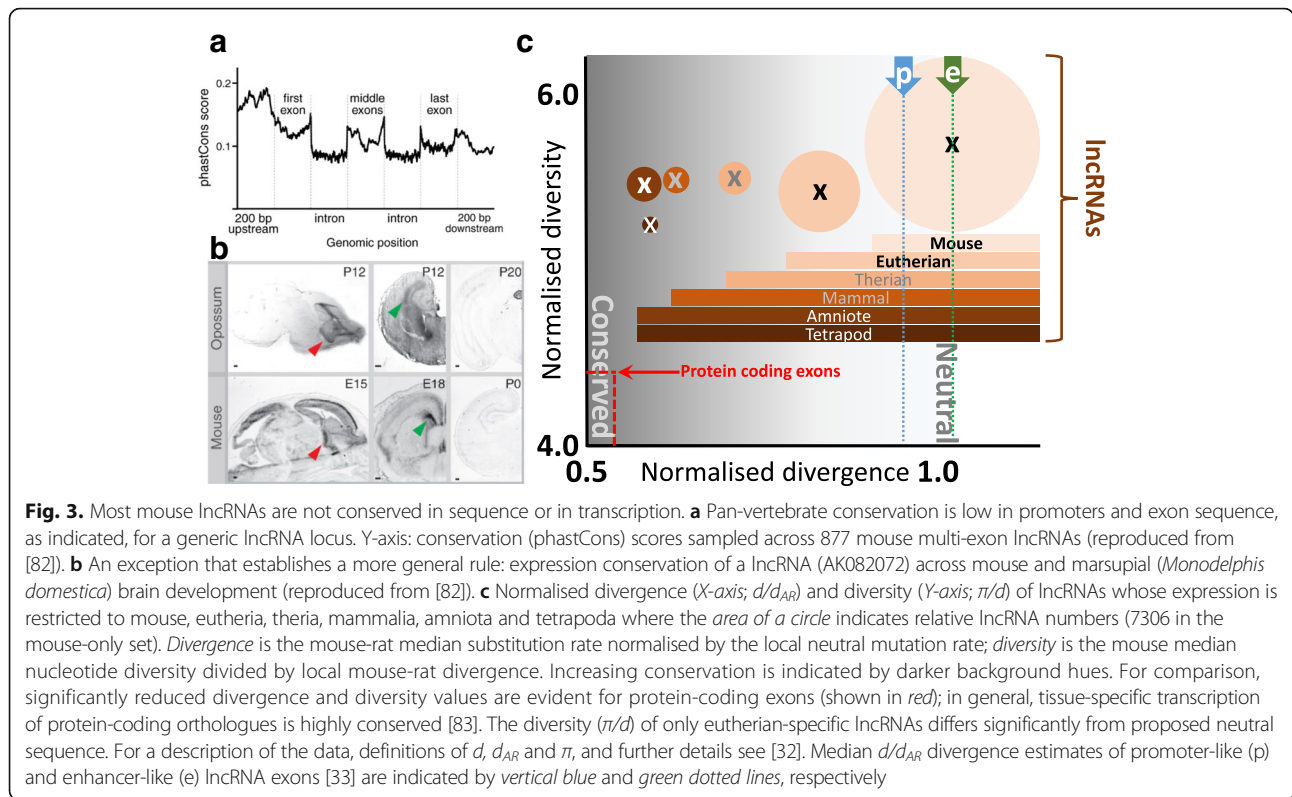 a
phastCons score
0.2
0.1
first
exon
middle
exons
last
exon
200 bp
upstream
intron
intron
200 bp
downstream
Genomic position
b
Opossum
P12
P12
P20
Mouse
E15
E18
P0
c
Normalised diversity
6.0
4.0
p
e
x
x
x
x
x
x
Mouse
Eutherian
Therian
Mammal
Amniote
Tetrapod
lncRNAs
Conserved
Neutral
Protein coding exons
0.5
Normalised divergence
1.0
Fig. 3. Most mouse lncRNAs are not conserved in sequence or in transcription. a Pan-vertebrate conservation is low in promoters and exon sequence,
as indicated, for a generic lncRNA locus. Y-axis: conservation (phastCons) scores sampled across 877 mouse multi-exon lncRNAs (reproduced from
[82]). b An exception that establishes a more general rule: expression conservation of a lncRNA (AK082072) across mouse and marsupial (Monodelphis
domestica) brain development (reproduced from [82]). c Normalised divergence (X-axis; d/dAR) and diversity (Y-axis; π/d) of lncRNAs whose expression is
restricted to mouse, eutheria, theria, mammalia, amniota and tetrapoda where the area of a circle indicates relative lncRNA numbers (7306 in the
mouse-only set). Divergence is the mouse-rat median substitution rate normalised by the local neutral mutation rate; diversity is the mouse median
nucleotide diversity divided by local mouse-rat divergence. Increasing conservation is indicated by darker background hues. For comparison,
significantly reduced divergence and diversity values are evident for protein-coding exons (shown in red); in general, tissue-specific transcription
of protein-coding orthologues is highly conserved [83]. The diversity (π/d) of only eutherian-specific lncRNAs differs significantly from proposed neutral
sequence. For a description of the data, definitions of d, dAR and π, and further details see [32]. Median d/dAR divergence estimates of promoter-like (p)
and enhancer-like (e) lncRNA exons [33] are indicated by vertical blue and green dotted lines, respectively